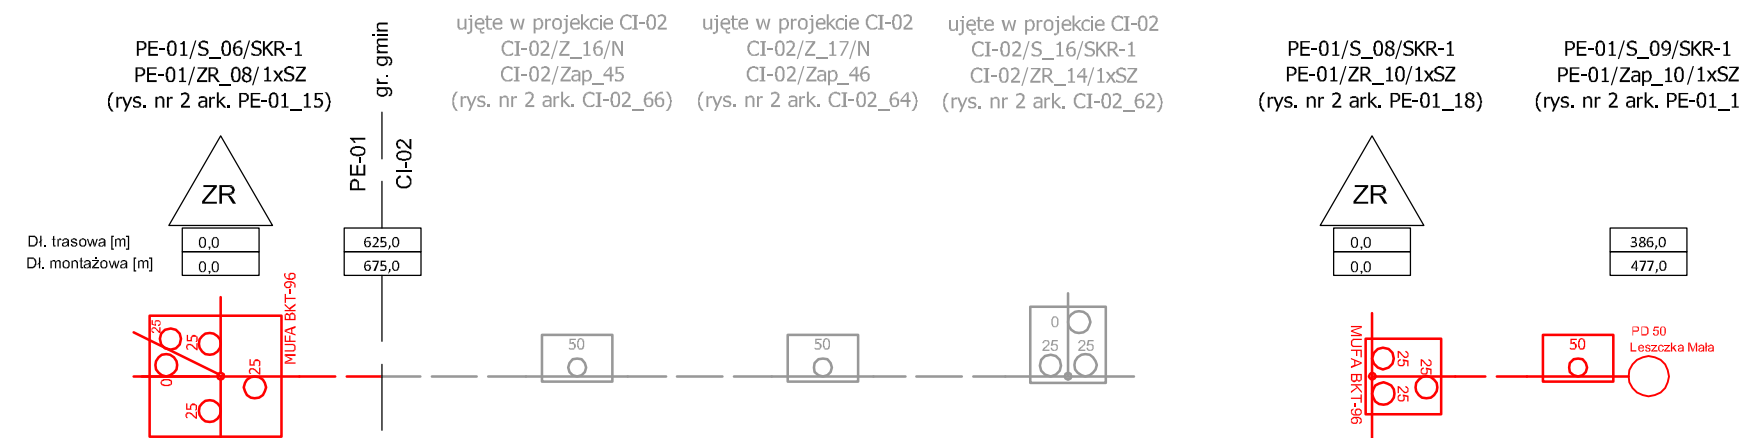 PE-01/S_06/SKR-1
PE-01/ZR_08/1xSZ
(rys. nr 2 ark. PE-01_15)
gr. gmin
PE-01
CI-02
ujęte w projekcie CI-02
CI-02/Z_16/N
CI-02/Zap_45
(rys. nr 2 ark. CI-02_66)
ujęte w projekcie CI-02
CI-02/Z_17/N
CI-02/Zap_46
(rys. nr 2 ark. CI-02_64)
ujęte w projekcie CI-02
CI-02/S_16/SKR-1
CI-02/ZR_14/1xSZ
(rys. nr 2 ark. CI-02_62)
PE-01/S_08/SKR-1
PE-01/ZR_10/1xSZ
(rys. nr 2 ark. PE-01_18)
PE-01/S_09/SKR-1
PE-01/Zap_10/1xSZ
(rys. nr 2 ark. PE-01_1
ZR
ZR
Dł. trasowa [m]
0,0
625,0
0,0
386,0
Dł. montażowa [m]
0,0
675,0
0,0
477,0
25
25
0
25
25
MUFA BKT-96
50
50
0
25
25
MUFA BKT-96
25
25
25
50
PD 50
Leszczka Mała